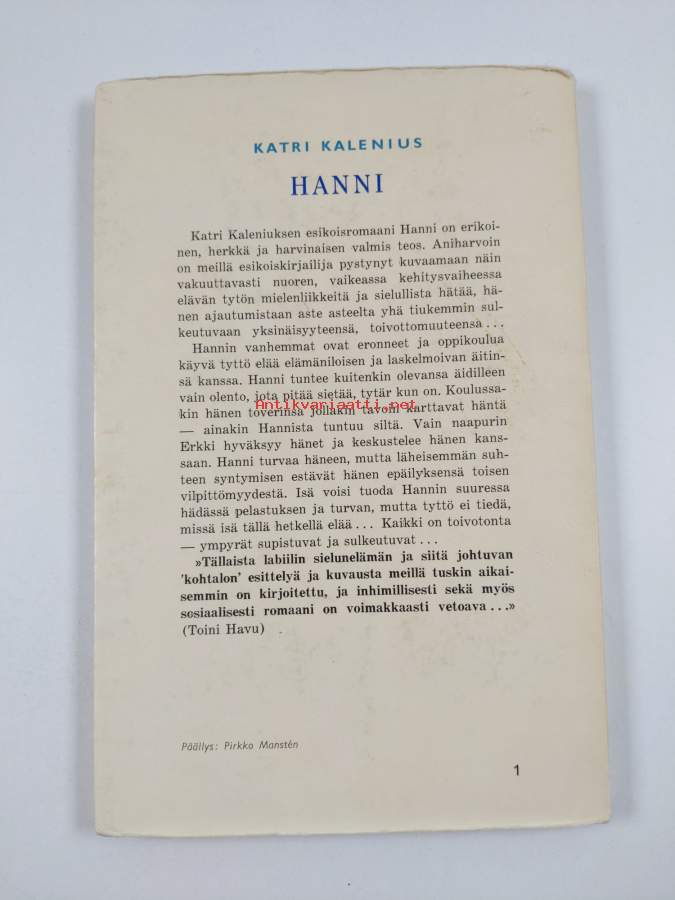 KATRI KALENIUS
HANNI
Katri Kaleniuksen esikoisromaani Hanni on erikoi-
nen, herkkä ja harvinaisen valmis teos. Aniharvoin
on meillä esikoiskirjailija pystynyt kuvaamaan näin
vakuuttavasti nuoren, vaikeassa kehitysvaiheessa
elävän tytön mielenliikkeitä ja sielullista hätää, hä-
nen ajautumistaan aste asteelta yhä tiukemmin sul-
keutuvaan yksinäisyyteensä, toivottomuuteensa...
Hannin vanhemmat ovat eronneet ja oppikoulua
käyvä tyttö elää elämäniloisen ja laskelmoivan äitin-
sä kanssa. Hanni tuntee kuitenkin olevansa äidilleen
vain olento, jota pitää sietää, tytär kun on. Koulussa-
Antikvariaatti.net
kin hänen toverinsa jollakin tavoin karttavat häntä
— ainakin Hannista tuntuu siltä. Vain naapurin
Erkki hyväksyy hänet ja keskustelee hänen kans-
saan. Hanni turvaa häneen, mutta läheisemmän suh-
teen syntymisen estävät hänen epäilyksensä toisen
vilpittömyydestä. Isä voisi tuoda Hannin suuressa
hädässä pelastuksen ja turvan, mutta tyttö ei tiedä,
missä isä tällä hetkellä elää... Kaikki on toivotonta
— ympyrät supistuvat ja sulkeutuvat...
»Tällaista labiilin sielunelämän ja siitä johtuvan
'kohtalon' esittelyä ja kuvausta meillä tuskin aikai-
semmin on kirjoitettu, ja inhimillisesti sekä myös
sosiaalisesti romaani on voimakkaasti vetoava...»
(Toini Havu)
Päällys: Pirkko Manstén
1